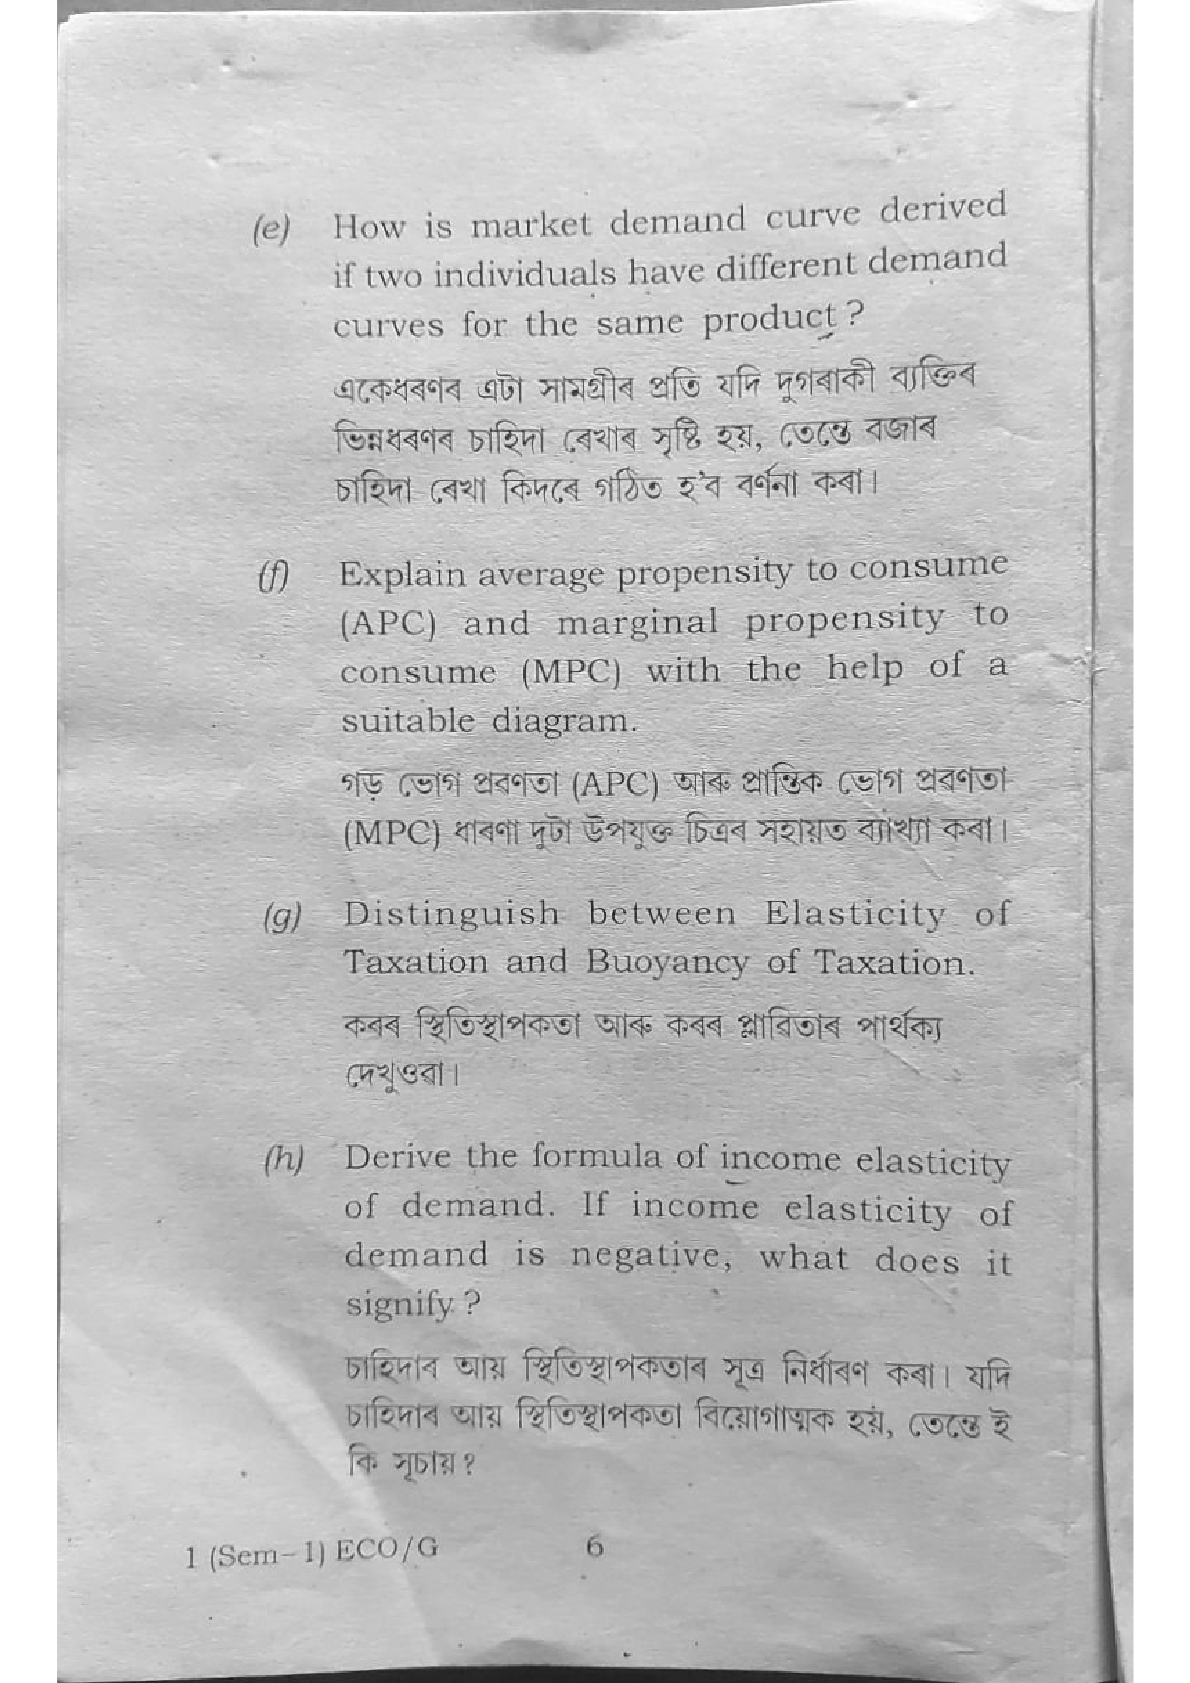 (e) How is market demand curve derived
if two individuals have different demand
curves for the same product ?
একেধৰণৰ এটা সামগ্ৰীৰ প্ৰতি যদি দুগৰাকী ব্যক্তিৰ
ভিন্নধৰণৰ চাহিদা ৰেখাৰ সৃষ্টি হয়, তেন্তে বজাৰ
চাহিদা ৰেখা কিদৰে গঠিত হ'ব বৰ্ণনা কৰা।
(f) Explain average propensity to consume
(APC) and marginal propensity to
consume (MPC) with the help of a
suitable diagram.
গড় ভোগ প্ৰৱণতা (APC) আৰু প্ৰান্তিক ভোগ প্ৰৱণতা
(MPC) ধাৰণা দুটা উপযুক্ত চিত্ৰৰ সহায়ত ব্যাখ্যা কৰা।
(g) Distinguish between Elasticity of
Taxation and Buoyancy of Taxation.
কৰৰ স্থিতিস্থাপকতা আৰু কৰৰ প্লাৱিতাৰ পাৰ্থক্য
দেখুওৱা।
(h) Derive the formula of income elasticity
of demand. If income elasticity of
demand is negative, what does it
signify ?
চাহিদাৰ আয় স্থিতিস্থাপকতাৰ সূত্ৰ নিৰ্ধাৰণ কৰা। যদি
চাহিদাৰ আয় স্থিতিস্থাপকতা বিয়োগাত্মক হয়, তেন্তে ই
কি সূচায় ?
1 (Sem–1) ECO/G 6